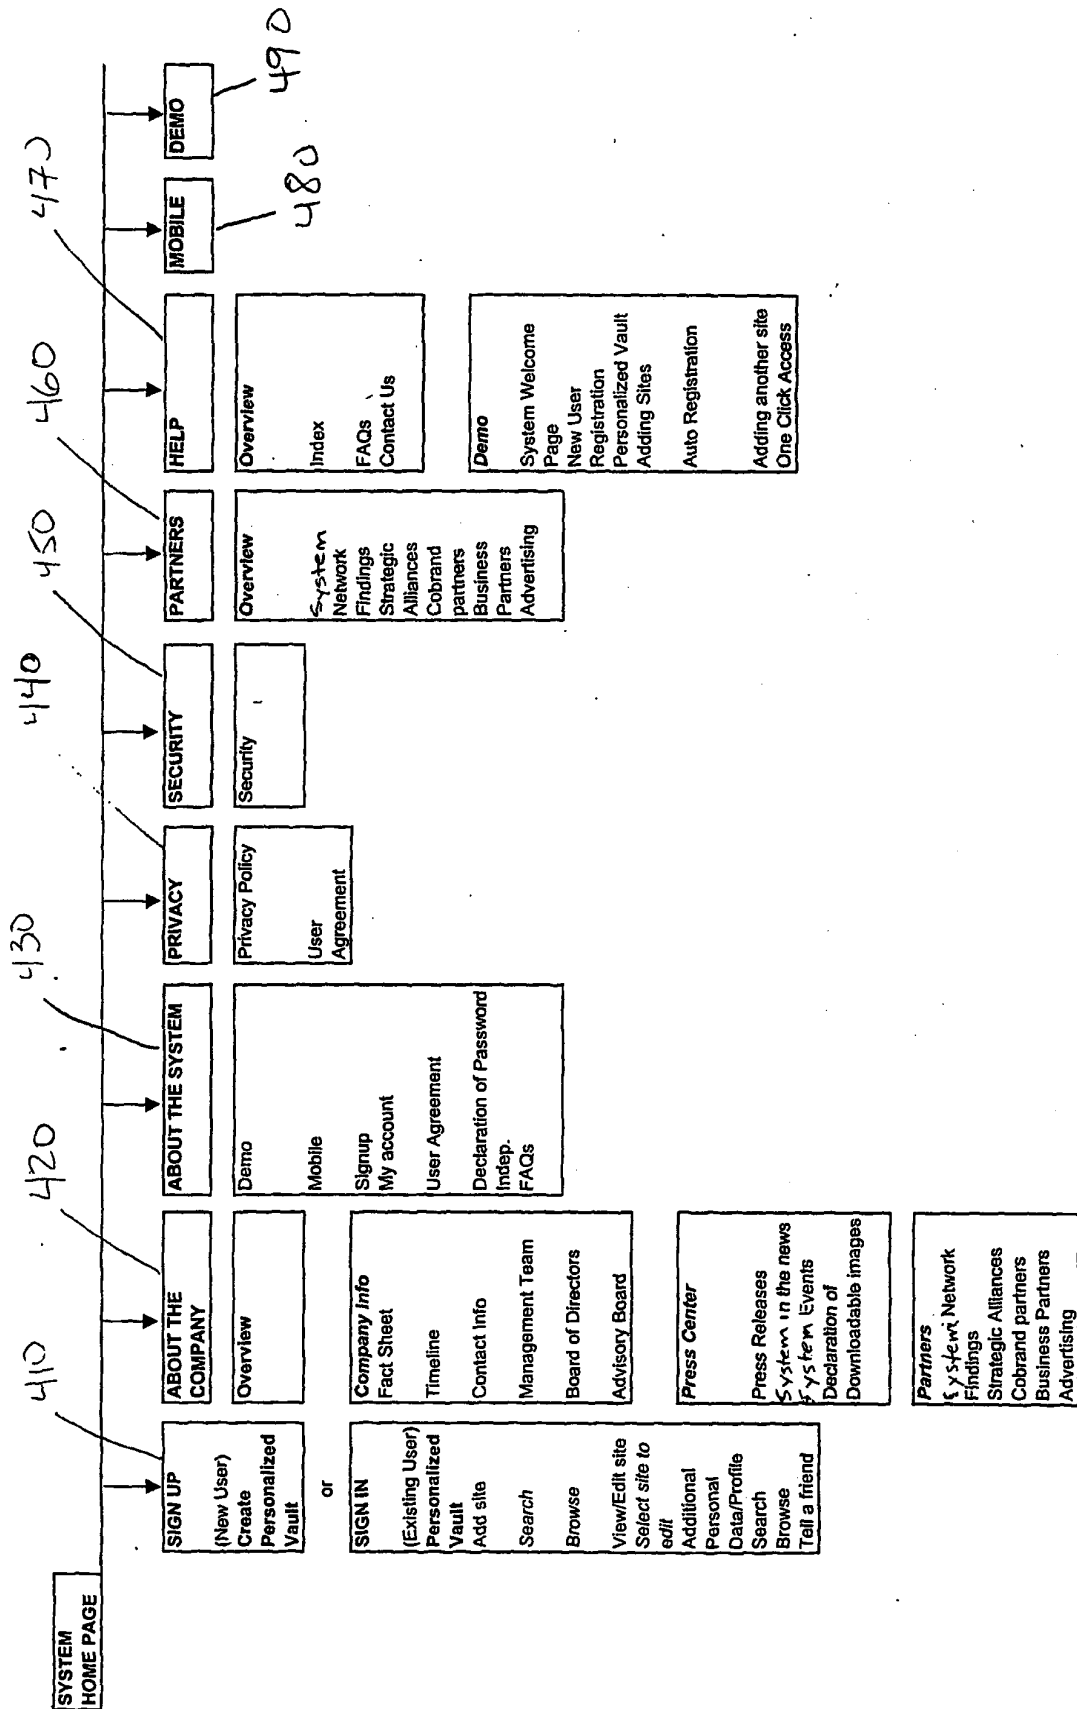 SYSTEM
HOME PAGE
410
420
430
440
450
460
470
480
490
SIGN UP
(New User)
Create
Personalized
Vault
or
SIGN IN
(Existing User)
Personalized
Vault
Add site
Search
Browse
View/Edit site
Select site to
edit
Additional
Personal
Data/Profile
Search
Browse
Tell a friend
ABOUT THE
COMPANY
Overview
Company Info
Fact Sheet
Timeline
Contact Info
Management Team
Board of Directors
Advisory Board
Press Center
Press Releases
System in the news
System Events
Declaration of
Downloadable images
Partners
System Network
Findings
Strategic Alliances
Cobrand partners
Business Partners
Advertising
ABOUT THE SYSTEM
Demo
Mobile
Signup
My account
User Agreement
Declaration of Password
Indep.
FAQs
PRIVACY
Privacy Policy
User
Agreement
SECURITY
Security
PARTNERS
Overview
System
Network
Findings
Strategic
Alliances
Cobrand
partners
Business
Partners
Advertising
HELP
Overview
Index
FAQs
Contact Us
Demo
System Welcome
Page
New User
Registration
Personalized Vault
Adding Sites
Auto Registration
Adding another site
One Click Access
MOBILE
DEMO